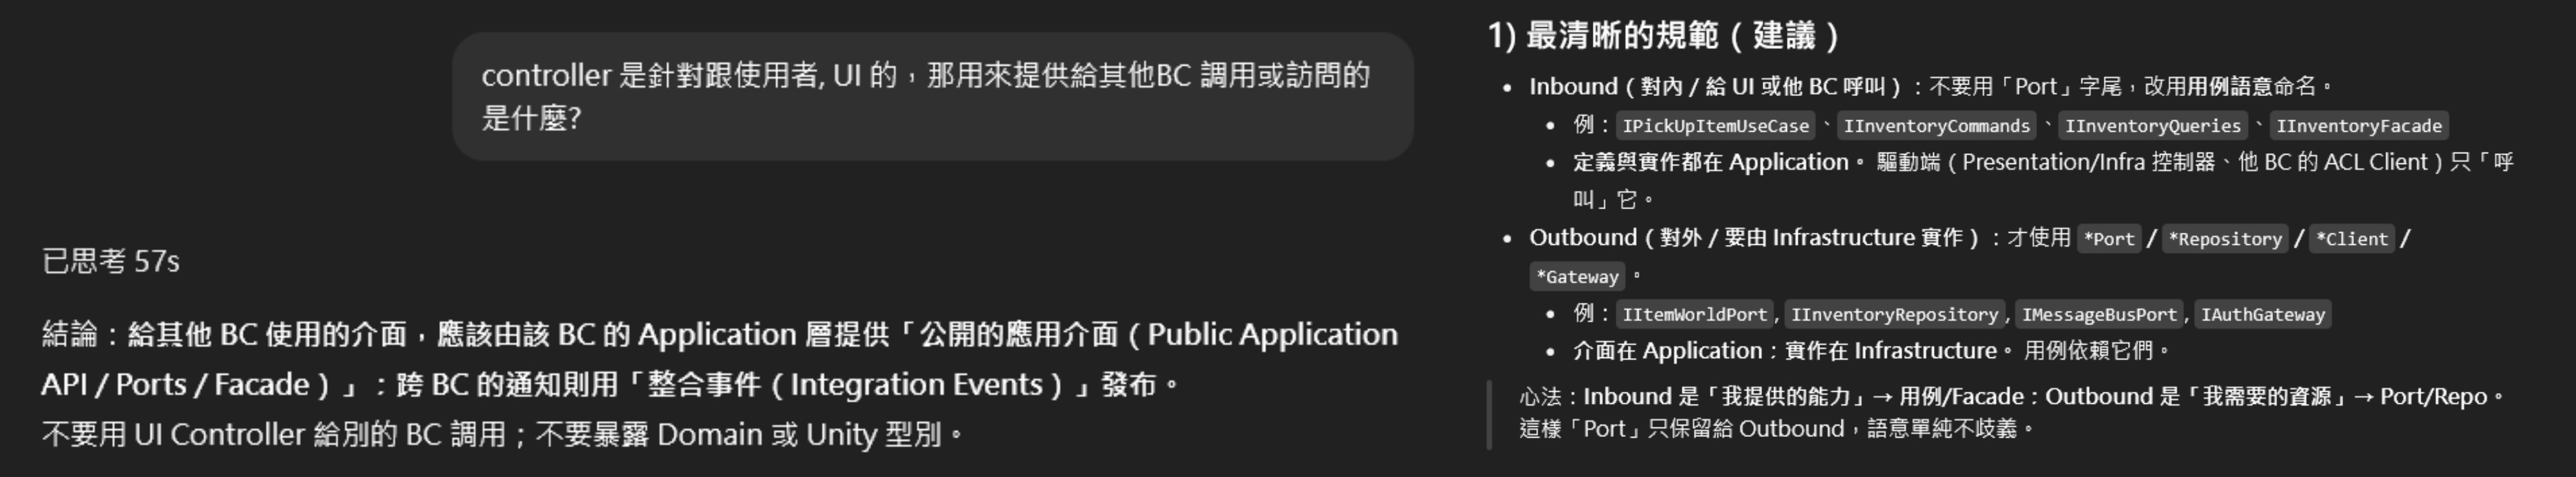 controller 是針對跟使用者, UI 的，那用來提供給其他BC 調用或訪問的
是什麼?
已思考 57s
結論：給其他 BC 使用的介面，應該由該 BC 的 Application 層提供「公開的應用介面（Public Application
API / Ports / Facade）」；跨 BC 的通知則用「整合事件（Integration Events）」發布。
不要用 UI Controller 給別的 BC 調用；不要暴露 Domain 或 Unity 型別。
1) 最清晰的規範（建議）
• Inbound（對內 / 給 UI 或他 BC 呼叫）：不要用「Port」字尾，改用用例語意命名。
• 例：IPickUpItemUseCase、IInventoryCommands、IInventoryQueries、IInventoryFacade
• 定義與實作都在 Application。 驅動端（Presentation/Infra 控制器、他 BC 的 ACL Client）只「呼
叫」它。
• Outbound（對外 / 要由 Infrastructure 實作）：才使用 *Port / *Repository / *Client /
*Gateway。
• 例：IItemWorldPort, IInventoryRepository, IMessageBusPort, IAuthGateway
• 介面在 Application；實作在 Infrastructure。 用例依賴它們。
心法：Inbound 是「我提供的能力」→ 用例/Facade；Outbound 是「我需要的資源」→ Port/Repo。
這樣「Port」只保留給 Outbound，語意單純不歧義。